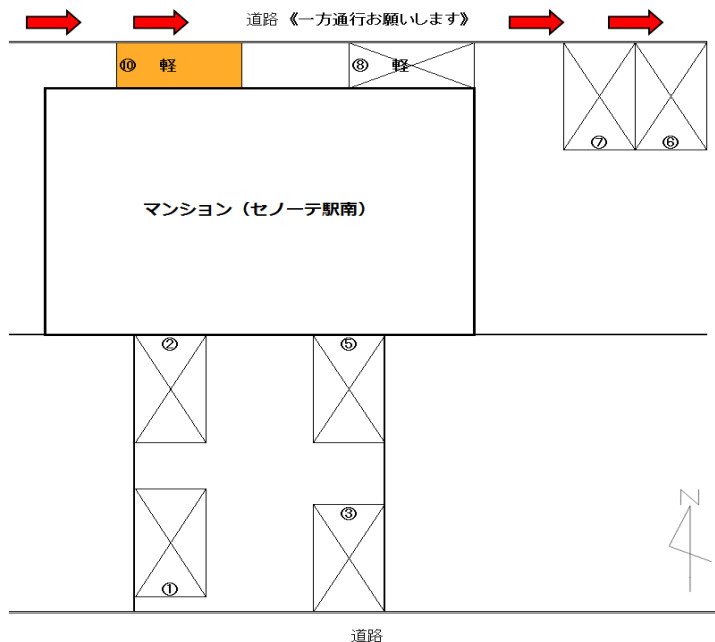 道路 《一方通行お願いします》
⑩ 軽
⑧ 軽
⑦
⑥
マンション（セノーテ駅南）
②
⑤
③
①
N
道路